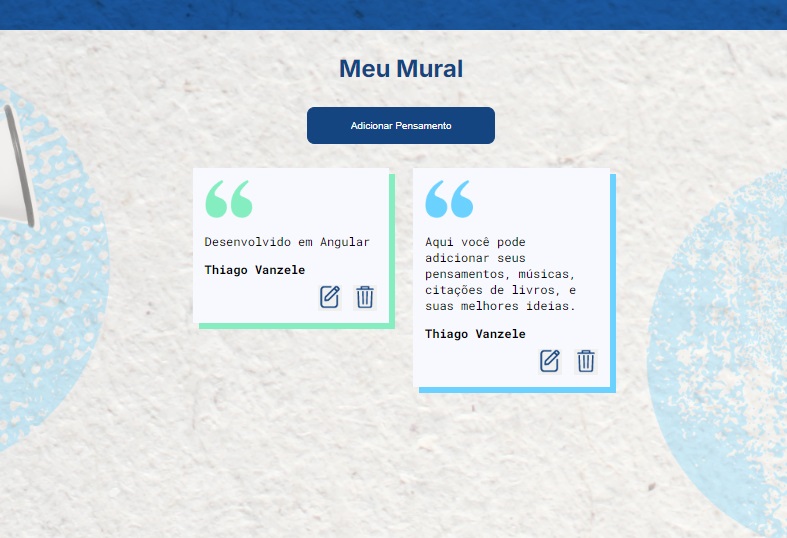 Meu Mural
Adicionar Pensamento
Desenvolvido em Angular
Thiago Vanzele
Aqui você pode
adicionar seus
pensamentos, músicas,
citações de livros, e
suas melhores ideias.
Thiago Vanzele